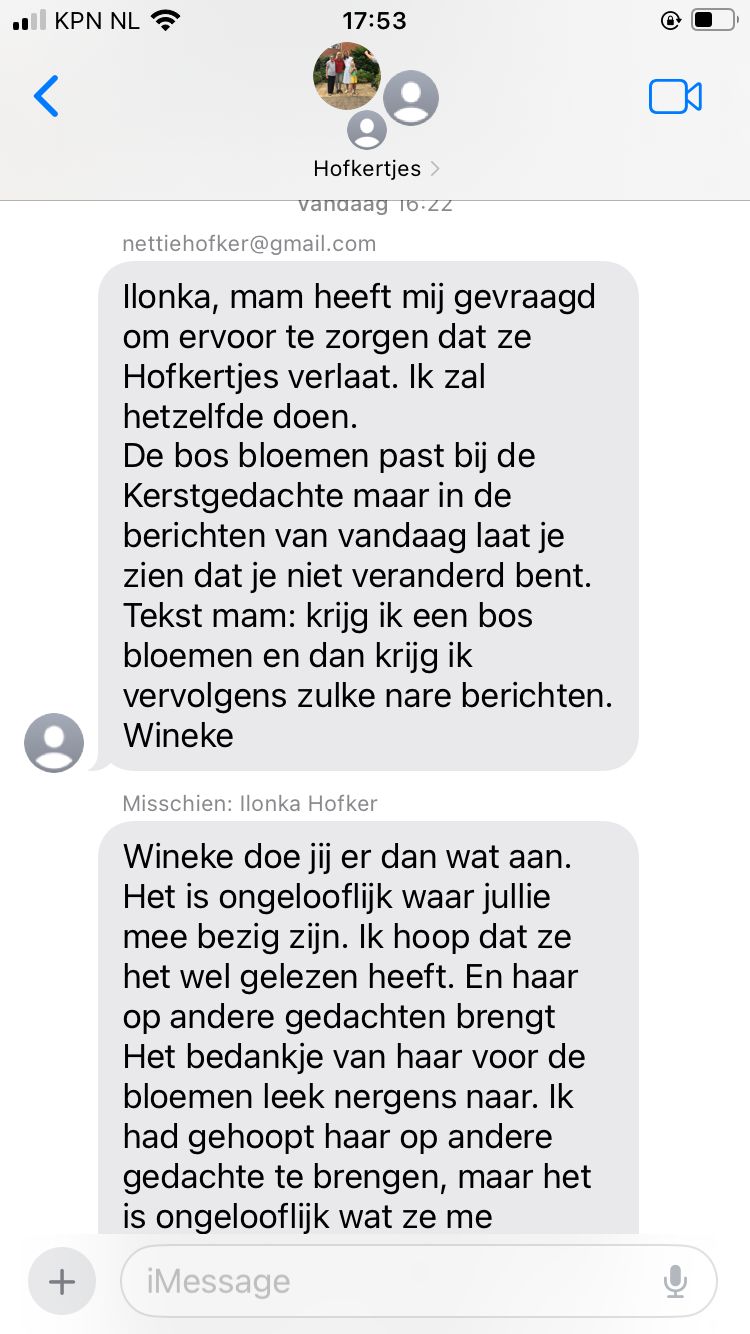 KPN NL
17:53
Hofkertjes
Vandaag 16:22
nettiehofker@gmail.com
Ilonka, mam heeft mij gevraagd
om ervoor te zorgen dat ze
Hofkertjes verlaat. Ik zal
hetzelfde doen.
De bos bloemen past bij de
Kerstgedachte maar in de
berichten van vandaag laat je
zien dat je niet veranderd bent.
Tekst mam: krijg ik een bos
bloemen en dan krijg ik
vervolgens zulke nare berichten.
Wineke
Misschien: Ilonka Hofker
Wineke doe jij er dan wat aan.
Het is ongelooflijk waar jullie
mee bezig zijn. Ik hoop dat ze
het wel gelezen heeft. En haar
op andere gedachten brengt
Het bedankje van haar voor de
bloemen leek nergens naar. Ik
had gehoopt haar op andere
gedachte te brengen, maar het
is ongelooflijk wat ze me
iMessage